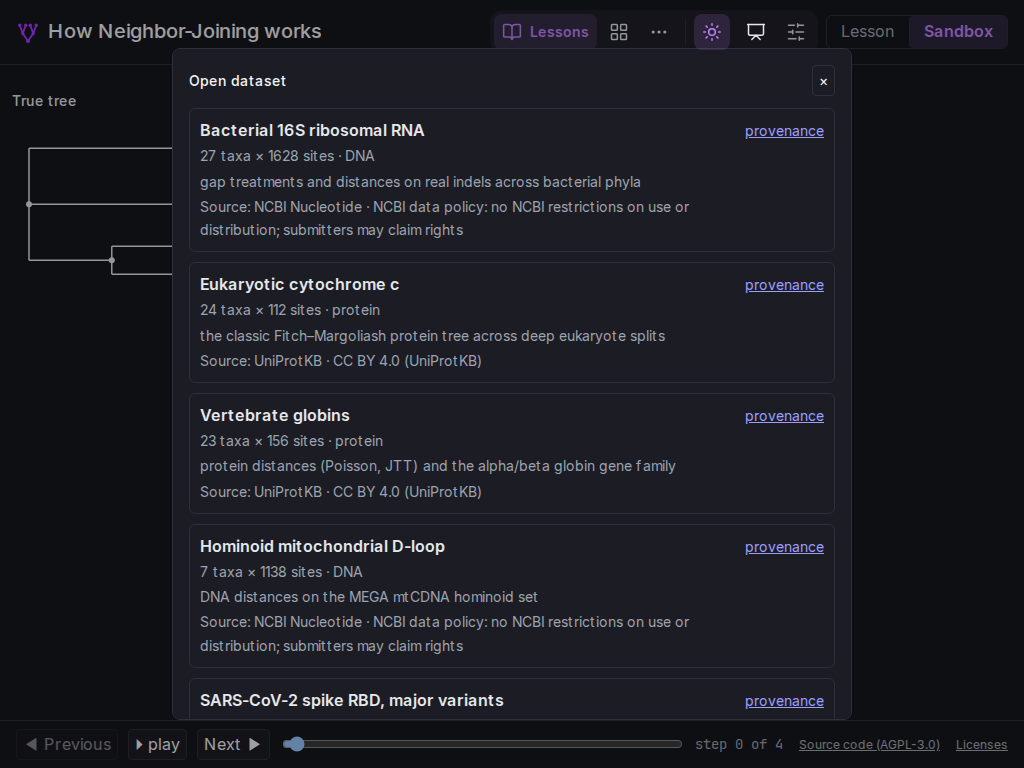 How Neighbor-Joining works
Lessons
Lesson
Sandbox
True tree
Open dataset
×
Bacterial 16S ribosomal RNA
provenance
27 taxa × 1628 sites · DNA
gap treatments and distances on real indels across bacterial phyla
Source: NCBI Nucleotide · NCBI data policy: no NCBI restrictions on use or
distribution; submitters may claim rights
Eukaryotic cytochrome c
provenance
24 taxa × 112 sites · protein
the classic Fitch–Margoliash protein tree across deep eukaryote splits
Source: UniProtKB · CC BY 4.0 (UniProtKB)
Vertebrate globins
provenance
23 taxa × 156 sites · protein
protein distances (Poisson, JTT) and the alpha/beta globin gene family
Source: UniProtKB · CC BY 4.0 (UniProtKB)
Hominoid mitochondrial D-loop
provenance
7 taxa × 1138 sites · DNA
DNA distances on the MEGA mtCDNA hominoid set
Source: NCBI Nucleotide · NCBI data policy: no NCBI restrictions on use or
distribution; submitters may claim rights
SARS-CoV-2 spike RBD, major variants
provenance
◀ Previous
play
Next ▶
step 0 of 4
Source code (AGPL-3.0)
Licenses